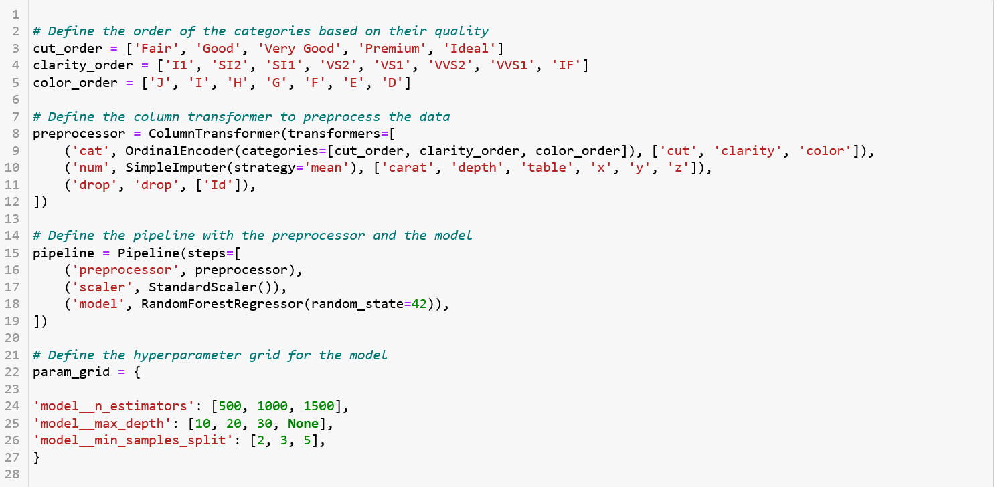 1
2 # Define the order of the categories based on their quality
3 cut_order = ['Fair', 'Good', 'Very Good', 'Premium', 'Ideal']
4 clarity_order = ['I1', 'SI2', 'SI1', 'VS2', 'VS1', 'VVS2', 'VVS1', 'IF']
5 color_order = ['J', 'I', 'H', 'G', 'F', 'E', 'D']
6
7 # Define the column transformer to preprocess the data
8 preprocessor = ColumnTransformer(transformers=[
9     ('cat', OrdinalEncoder(categories=[cut_order, clarity_order, color_order]), ['cut', 'clarity', 'color']),
10     ('num', SimpleImputer(strategy='mean'), ['carat', 'depth', 'table', 'x', 'y', 'z']),
11     ('drop', 'drop', ['Id']),
12 ])
13
14 # Define the pipeline with the preprocessor and the model
15 pipeline = Pipeline(steps=[
16     ('preprocessor', preprocessor),
17     ('scaler', StandardScaler()),
18     ('model', RandomForestRegressor(random_state=42)),
19 ])
20
21 # Define the hyperparameter grid for the model
22 param_grid = {
23
24 'model__n_estimators': [500, 1000, 1500],
25 'model__max_depth': [10, 20, 30, None],
26 'model__min_samples_split': [2, 3, 5],
27 }
28